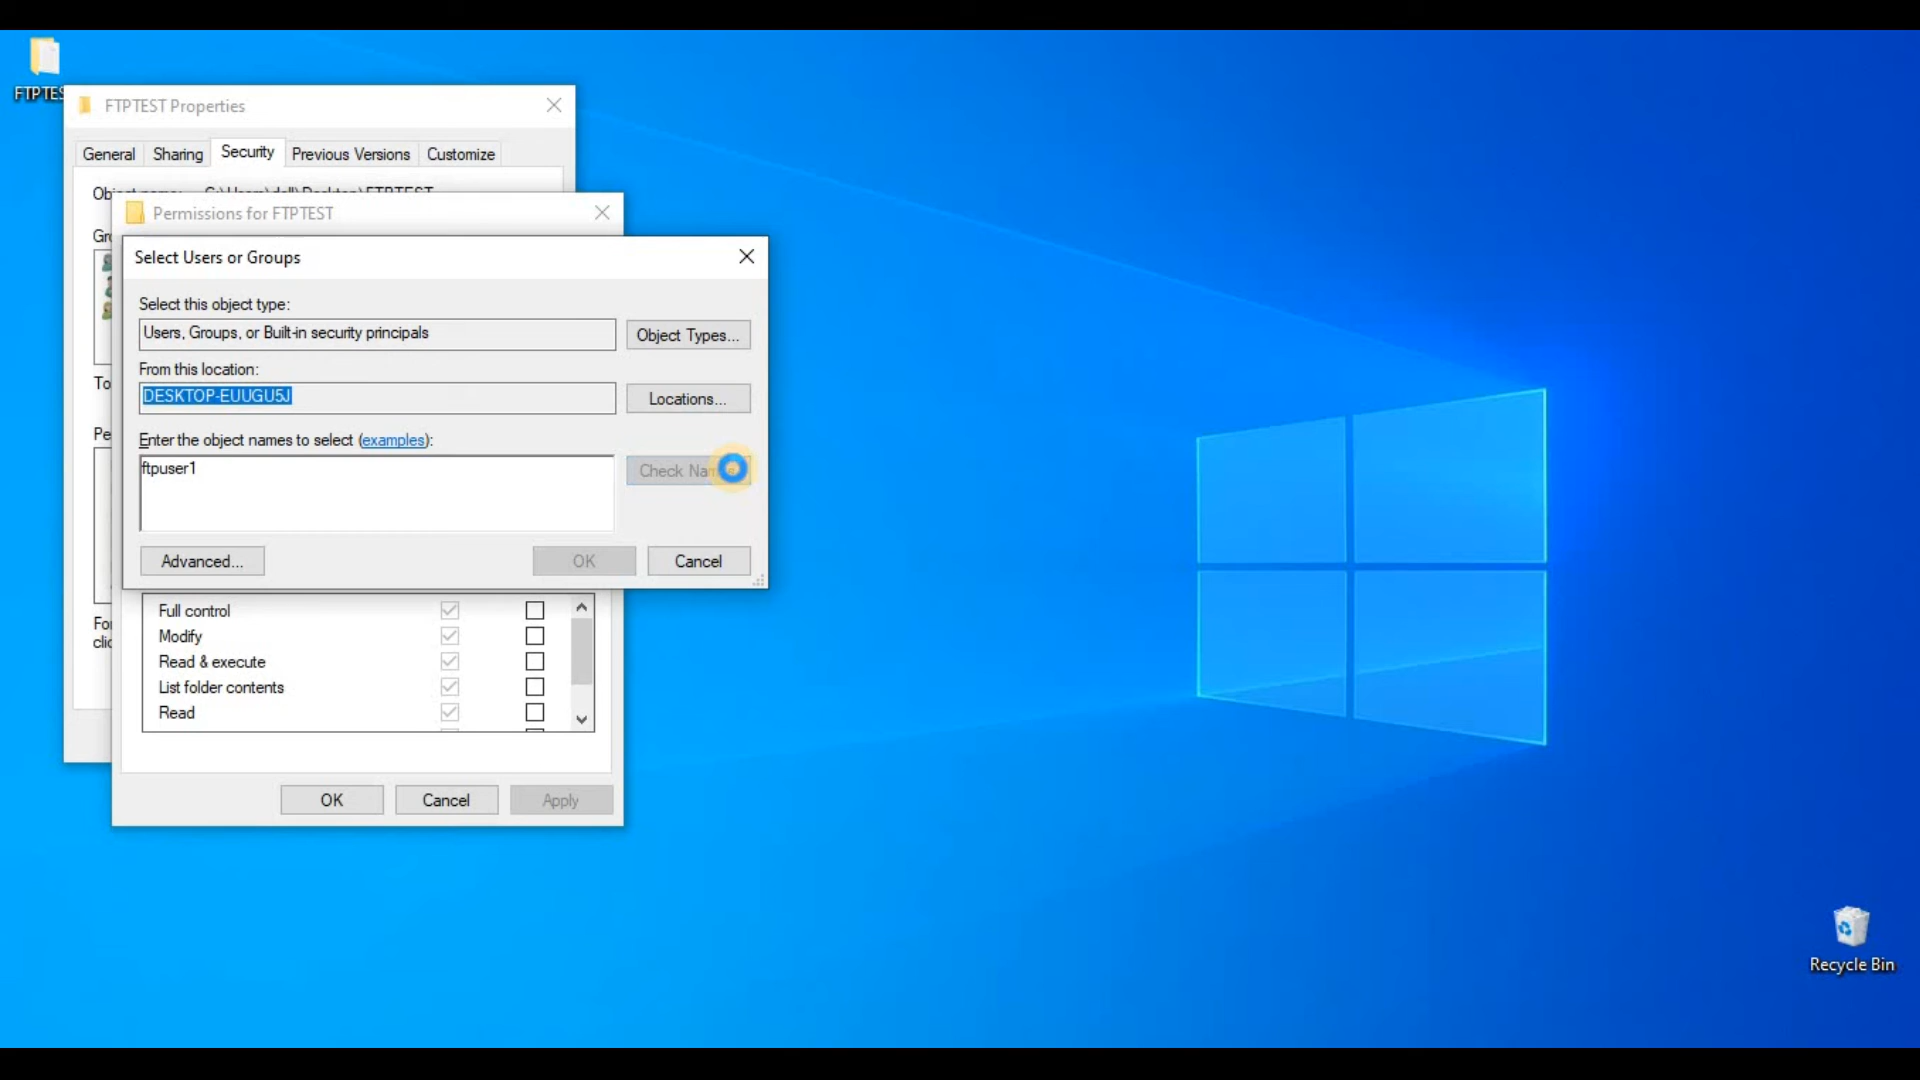 FTPTES
FTPTEST Properties
General Sharing Security Previous Versions Customize
Permissions for FTPTEST
Select Users or Groups
Select this object type:
Users, Groups, or Built-in security principals
Object Types...
From this location:
DESKTOP-EUUGU5J
Locations...
Enter the object names to select (examples):
ftpuser1
Check Na
Advanced...
OK
Cancel
Full control
Modify
Read & execute
List folder contents
Read
OK
Cancel
Apply
Recycle Bin